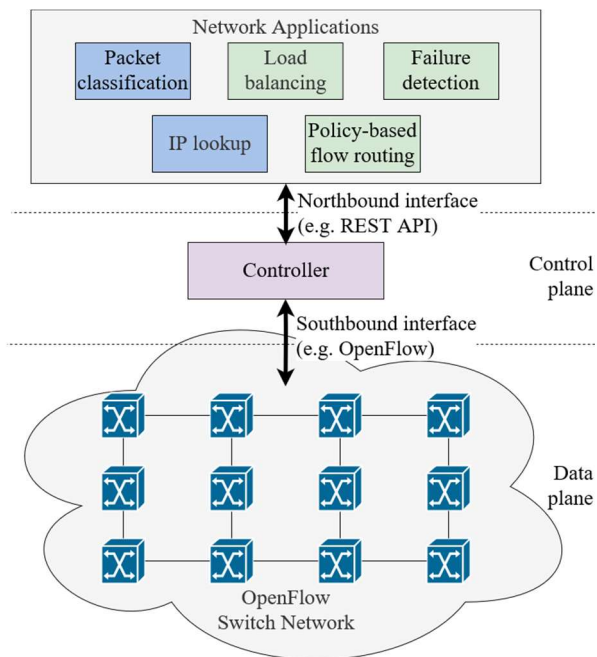 Network Applications
Packet
classification
Load
balancing
Failure
detection
IP lookup
Policy-based
flow routing
Northbound interface
(e.g. REST API)
Controller
Control
plane
Southbound interface
(e.g. OpenFlow)
Data
plane
OpenFlow
Switch Network